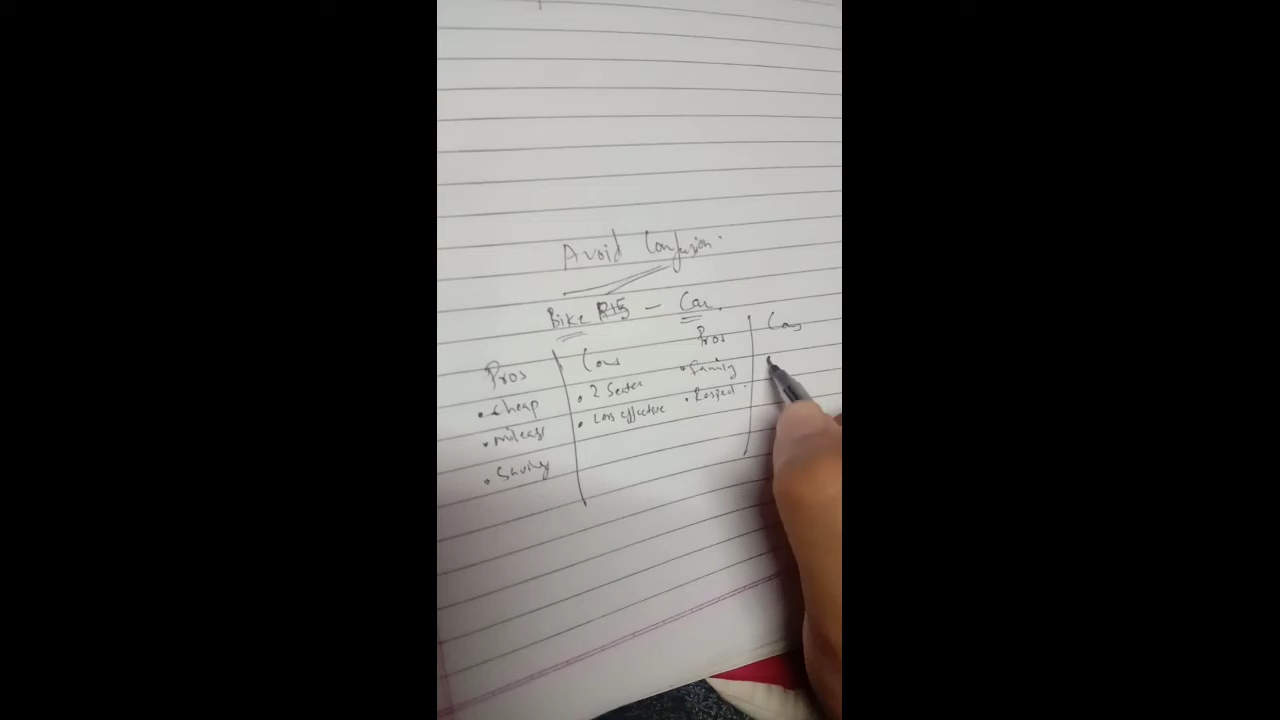 Avoid Confusion.
Bike R15 – Car.
Pros Cons Pros Cons
• Cheap • 2 Seater • Family
• Mileage • Less effective • Respect
• Saving